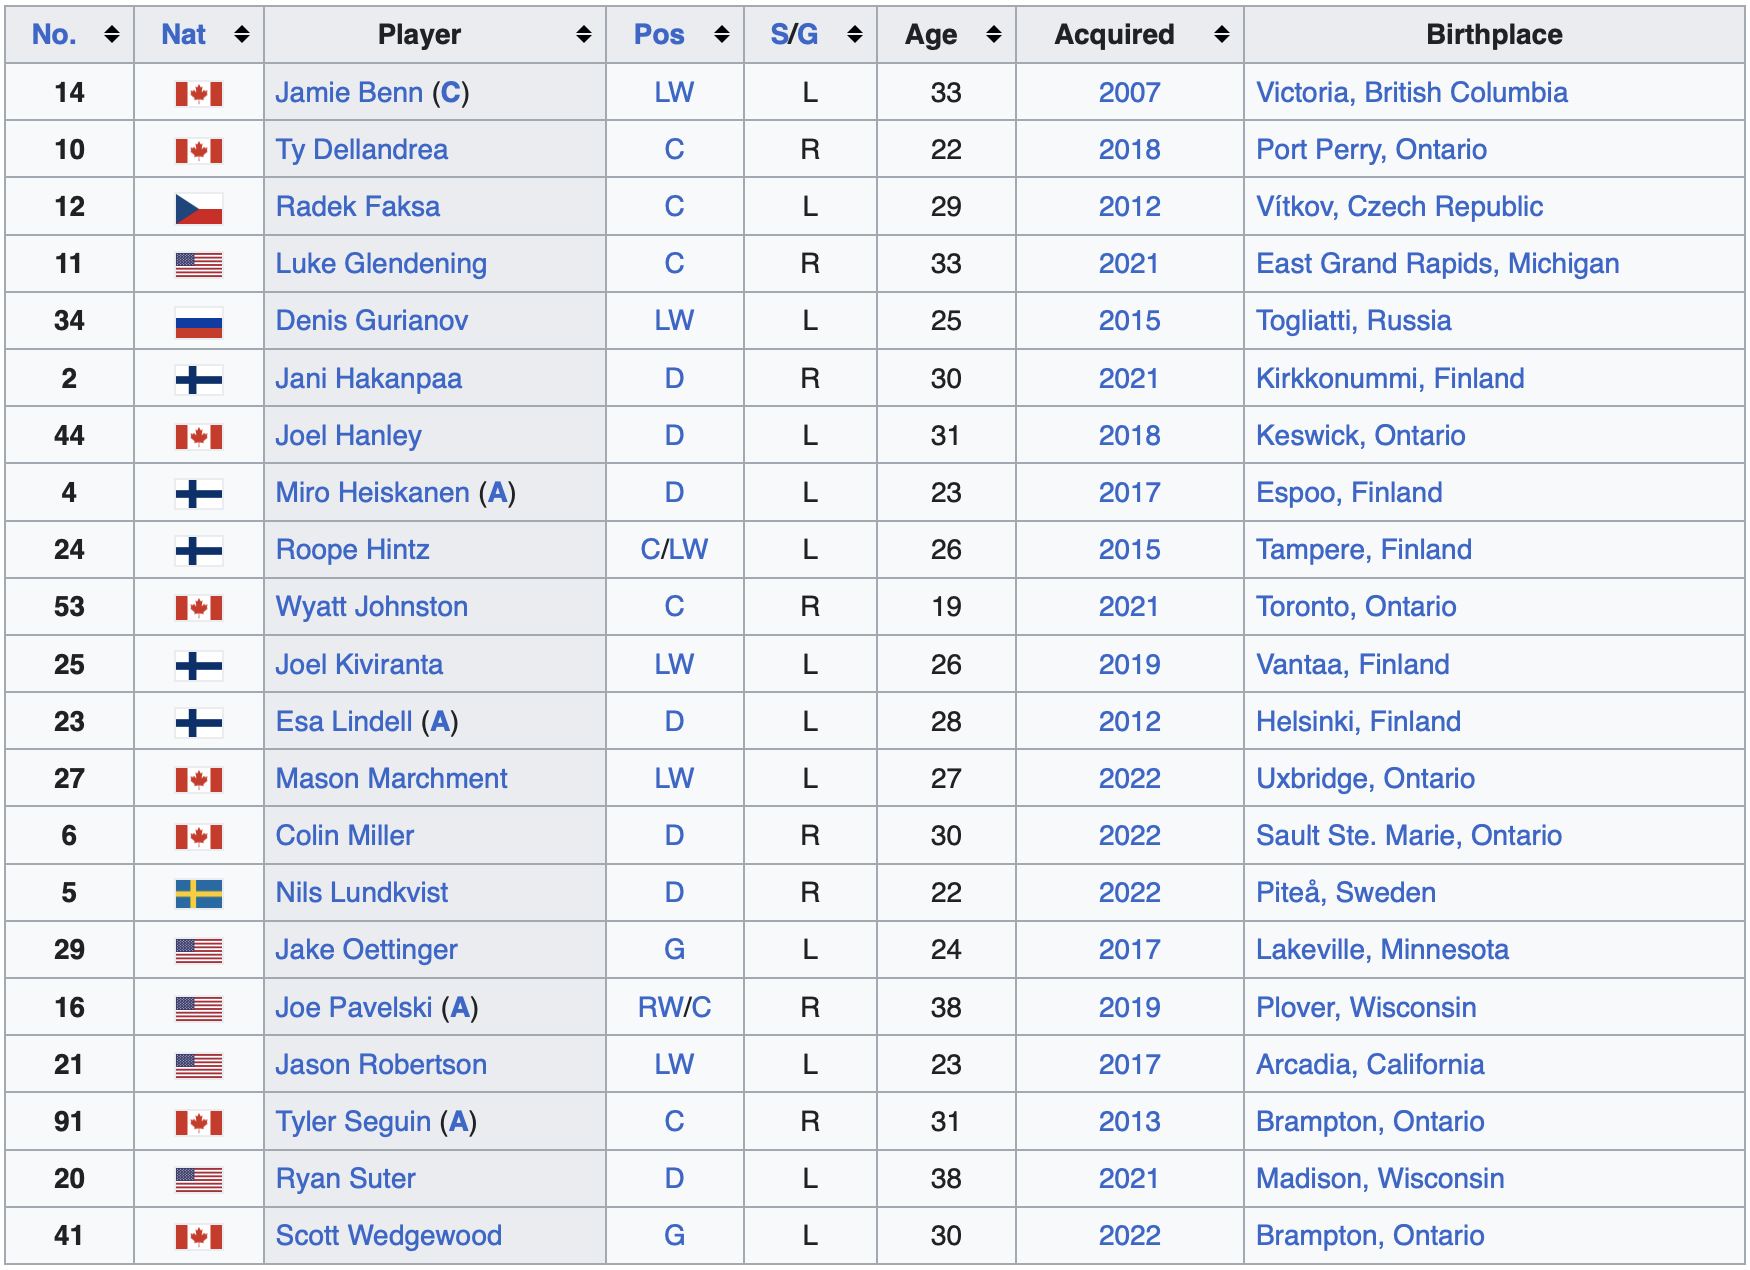 No. Nat Player Pos S/G Age Acquired Birthplace
14 Jamie Benn (C) LW L 33 2007 Victoria, British Columbia
10 Ty Dellandrea C R 22 2018 Port Perry, Ontario
12 Radek Faksa C L 29 2012 Vítkov, Czech Republic
11 Luke Glendening C R 33 2021 East Grand Rapids, Michigan
34 Denis Gurianov LW L 25 2015 Togliatti, Russia
2 Jani Hakanpaa D R 30 2021 Kirkkonummi, Finland
44 Joel Hanley D L 31 2018 Keswick, Ontario
4 Miro Heiskanen (A) D L 23 2017 Espoo, Finland
24 Roope Hintz C/LW L 26 2015 Tampere, Finland
53 Wyatt Johnston C R 19 2021 Toronto, Ontario
25 Joel Kiviranta LW L 26 2019 Vantaa, Finland
23 Esa Lindell (A) D L 28 2012 Helsinki, Finland
27 Mason Marchment LW L 27 2022 Uxbridge, Ontario
6 Colin Miller D R 30 2022 Sault Ste. Marie, Ontario
5 Nils Lundkvist D R 22 2022 Piteå, Sweden
29 Jake Oettinger G L 24 2017 Lakeville, Minnesota
16 Joe Pavelski (A) RW/C R 38 2019 Plover, Wisconsin
21 Jason Robertson LW L 23 2017 Arcadia, California
91 Tyler Seguin (A) C R 31 2013 Brampton, Ontario
20 Ryan Suter D L 38 2021 Madison, Wisconsin
41 Scott Wedgewood G L 30 2022 Brampton, Ontario